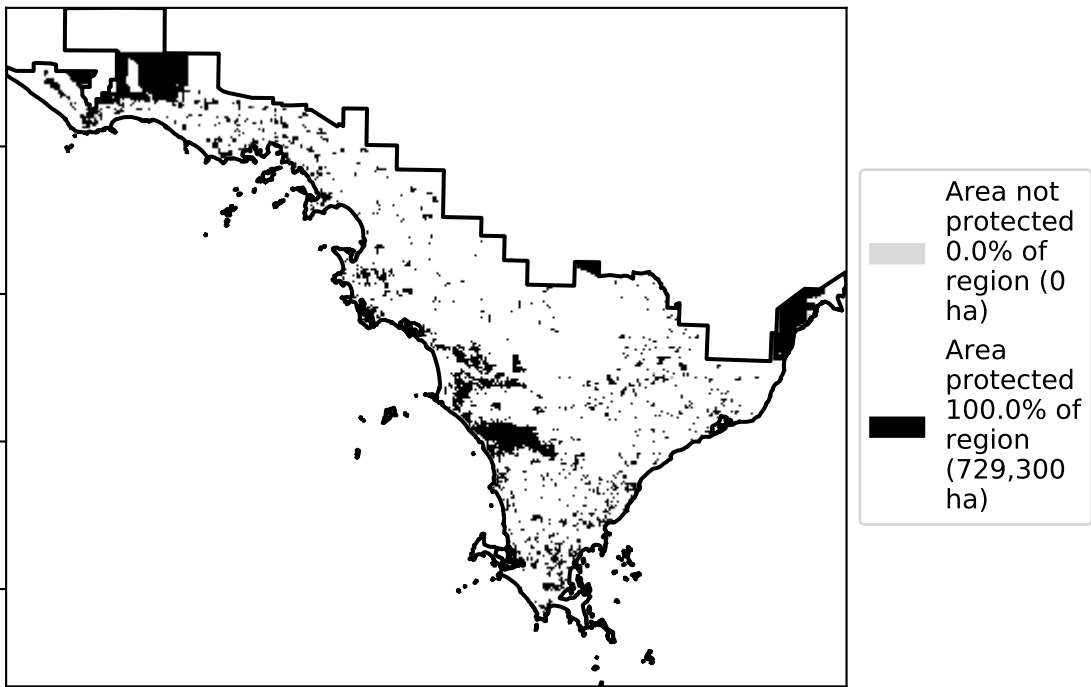 Area not
protected
0.0% of
region (0
ha)
Area
protected
100.0% of
region
(729,300
ha)